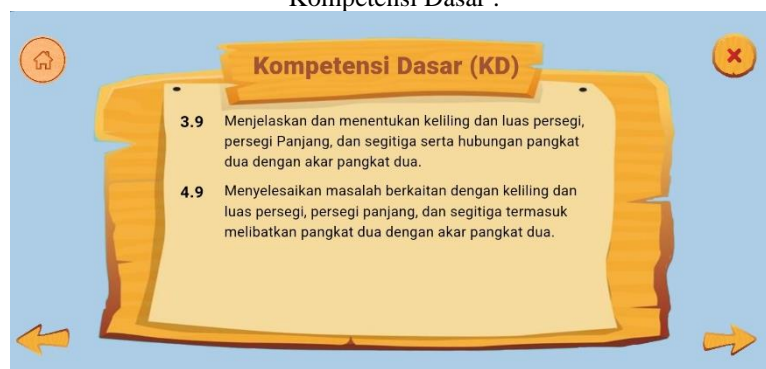 Kompetensi Dasar :
Kompetensi Dasar (KD)
3.9 Menjelaskan dan menentukan keliling dan luas persegi,
persegi Panjang, dan segitiga serta hubungan pangkat
dua dengan akar pangkat dua.
4.9 Menyelesaikan masalah berkaitan dengan keliling dan
luas persegi, persegi panjang, dan segitiga termasuk
melibatkan pangkat dua dengan akar pangkat dua.